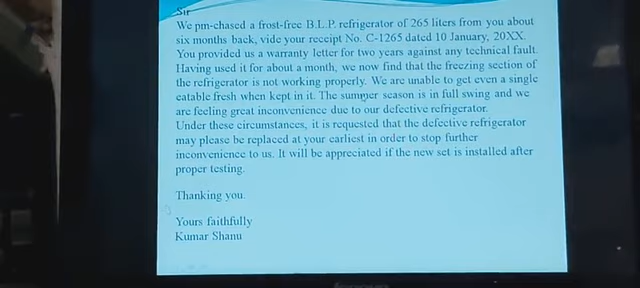 Sir
We pm-chased a frost-free B.L.P. refrigerator of 265 liters from you about
six months back, vide your receipt No. C-1265 dated 10 January, 20XX.
You provided us a warranty letter for two years against any technical fault.
Having used it for about a month, we now find that the freezing section of
the refrigerator is not working properly. We are unable to get even a single
eatable fresh when kept in it. The summer season is in full swing and we
are feeling great inconvenience due to our defective refrigerator.
Under these circumstances, it is requested that the defective refrigerator
may please be replaced at your earliest in order to stop further
inconvenience to us. It will be appreciated if the new set is installed after
proper testing.
Thanking you.
Yours faithfully
Kumar Shanu